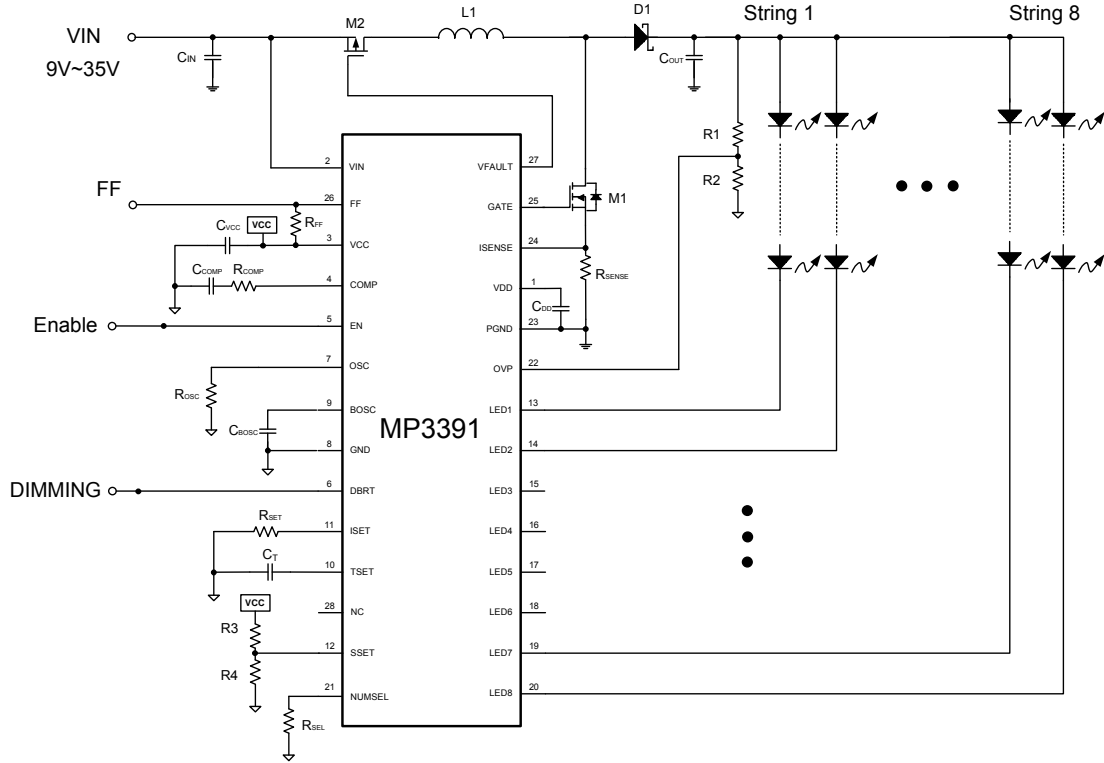 String 1
String 8
L1
D1
M2
VIN
9V~35V
CIN
COUT
R1
R2
2
VIN
VFAULT
27
FF
26
FF
RFF
GATE
25
M1
CVCC
VCC
3
VCC
ISENSE
24
RSENSE
CCOMP
RCOMP
4
COMP
VDD
1
CDD
Enable
5
EN
PGND
23
7
OSC
OVP
22
ROSC
9
BOSC
LED1
13
CBOSC
MP3391
8
GND
LED2
14
DIMMING
6
DBRT
LED3
15
RSET
11
ISET
LED4
16
CT
10
TSET
LED5
17
VCC
28
NC
LED6
18
R3
12
SSET
LED7
19
R4
21
NUMSEL
LED8
20
RSEL